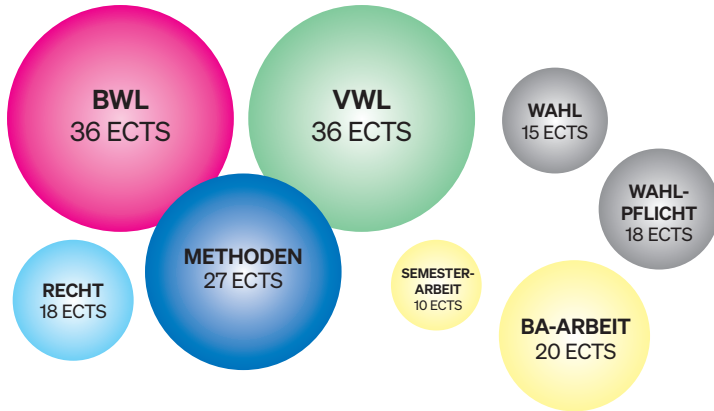 BWL
36 ECTS
VWL
36 ECTS
WAHL
15 ECTS
WAHL-
PFLICHT
18 ECTS
METHODEN
27 ECTS
RECHT
18 ECTS
SEMESTER-
ARBEIT
10 ECTS
BA-ARBEIT
20 ECTS